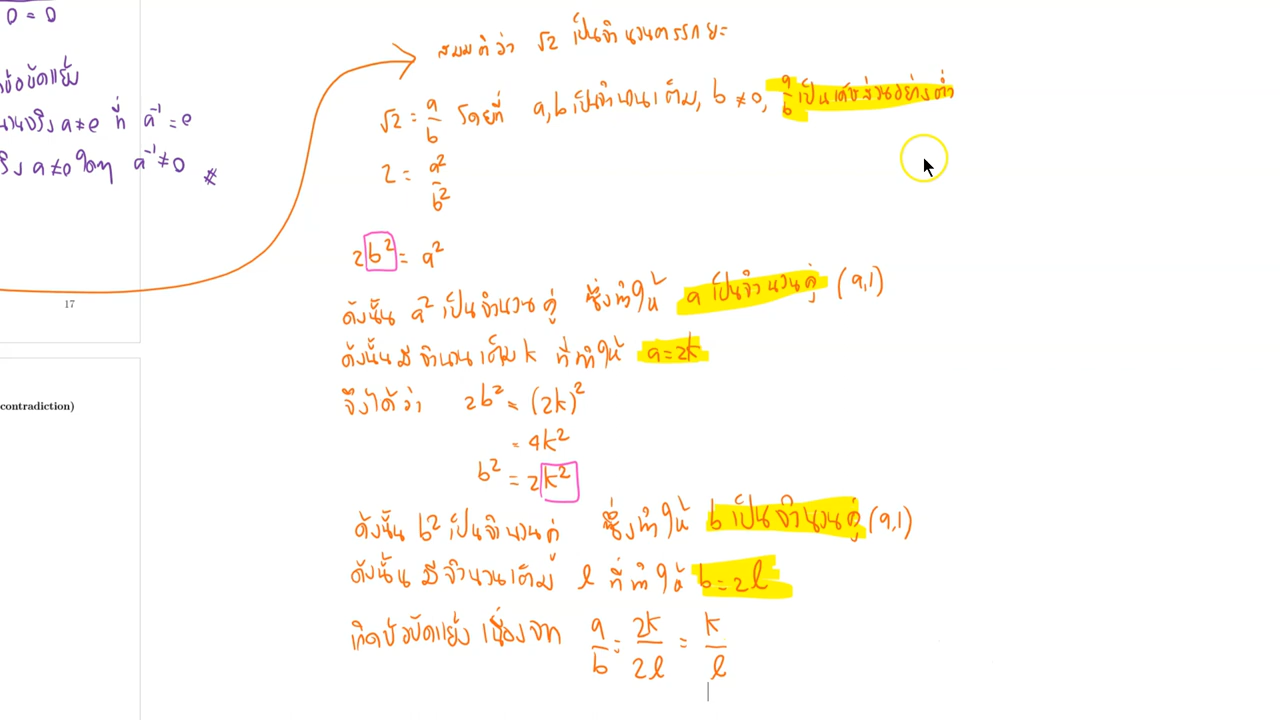 0 = 0
ข้อขัดแย้ง
นวนจริง a ≠ e ที่ a⁻¹ = e
ริง a ≠ 0 ใดๆ a⁻¹ ≠ 0 #
17
contradiction)
สมมติว่า √2 เป็นจำนวนตรรกยะ
√2 = a/b โดยที่ a, b เป็นจำนวนเต็ม, b ≠ 0, a/b เป็นเศษส่วนอย่างต่ำ
2 = a²/b²
2b² = a²
ดังนั้น a² เป็นจำนวนคู่ ซึ่งทำให้ a เป็นจำนวนคู่ (9,1)
ดังนั้นมีจำนวนเต็ม k ที่ทำให้ a = 2k
จึงได้ว่า 2b² = (2k)²
= 4k²
b² = 2k²
ดังนั้น b² เป็นจำนวนคู่ ซึ่งทำให้ b เป็นจำนวนคู่ (9,1)
ดังนั้น มีจำนวนเต็ม l ที่ทำให้ b = 2l
เกิดข้อขัดแย้ง เนื่องจาก a/b = 2k/2l = k/l